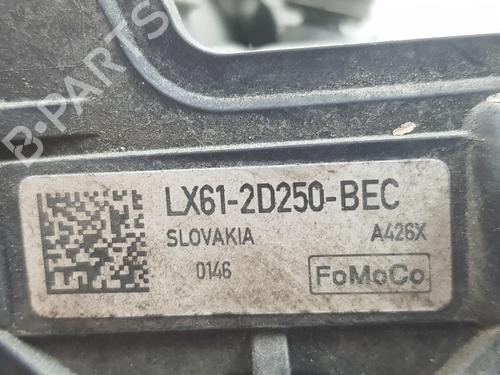 B-PARTS
LX61-2D250-BEC
SLOVAKIA A426X
0146 FoMoCo